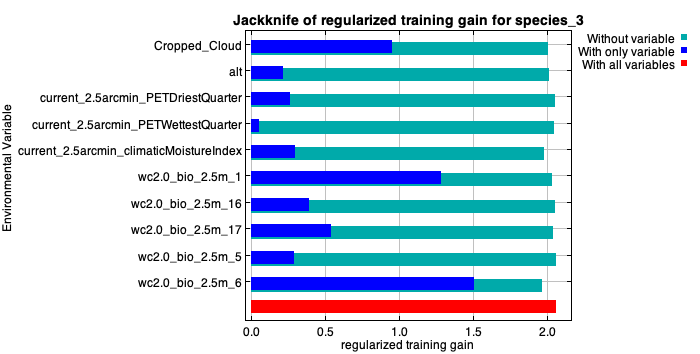 Jackknife of regularized training gain for species_3
Without variable
With only variable
With all variables
Environmental Variable
Cropped_Cloud
alt
current_2.5arcmin_PETDriestQuarter
current_2.5arcmin_PETWettestQuarter
current_2.5arcmin_climaticMoistureIndex
wc2.0_bio_2.5m_1
wc2.0_bio_2.5m_16
wc2.0_bio_2.5m_17
wc2.0_bio_2.5m_5
wc2.0_bio_2.5m_6
0.0 0.5 1.0 1.5 2.0
regularized training gain